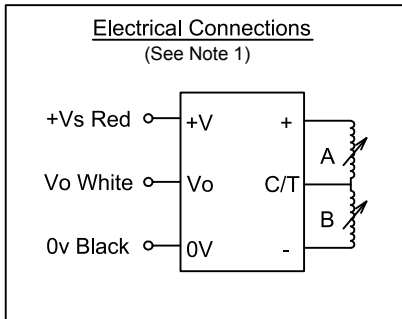 Electrical Connections
(See Note 1)
+Vs Red +V +
A
Vo White Vo C/T
B
0v Black 0V -